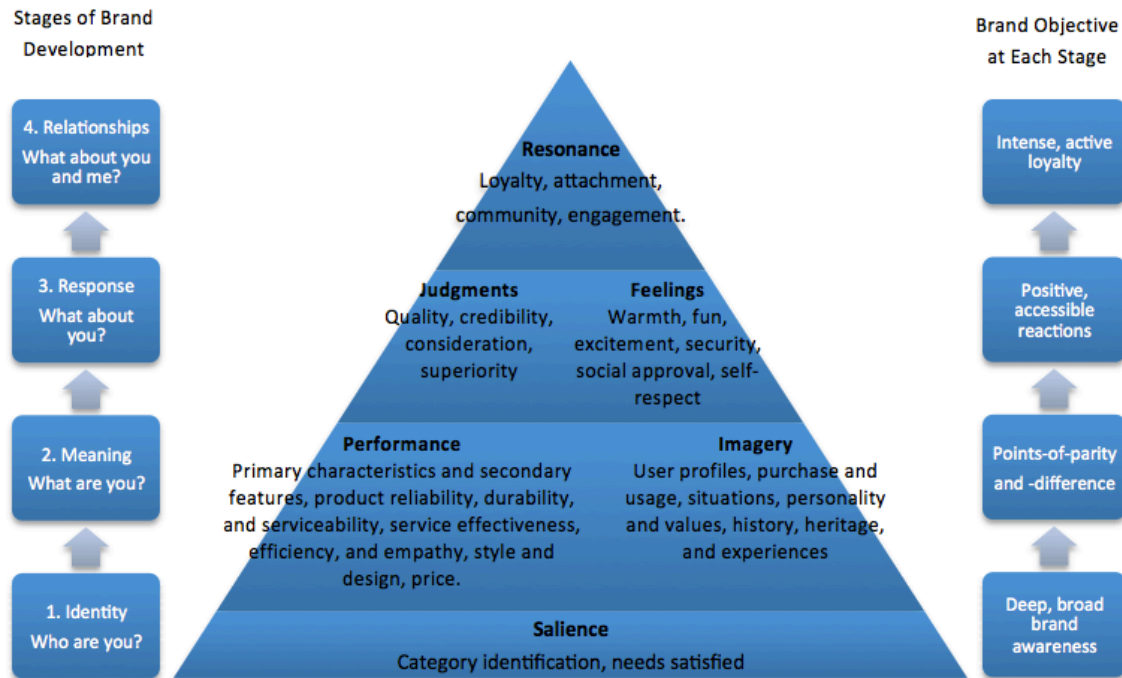 Stages of Brand
Development
4. Relationships
What about you
and me?
3. Response
What about
you?
2. Meaning
What are you?
1. Identity
Who are you?
Resonance
Loyalty, attachment,
community, engagement.
Judgments
Quality, credibility,
consideration,
superiority
Feelings
Warmth, fun,
excitement, security,
social approval, self-
respect
Performance
Primary characteristics and secondary
features, product reliability, durability,
and serviceability, service effectiveness,
efficiency, and empathy, style and
design, price.
Imagery
User profiles, purchase and
usage, situations, personality
and values, history, heritage,
and experiences
Salience
Category identification, needs satisfied
Brand Objective
at Each Stage
Intense, active
loyalty
Positive,
accessible
reactions
Points-of-parity
and -difference
Deep, broad
brand
awareness